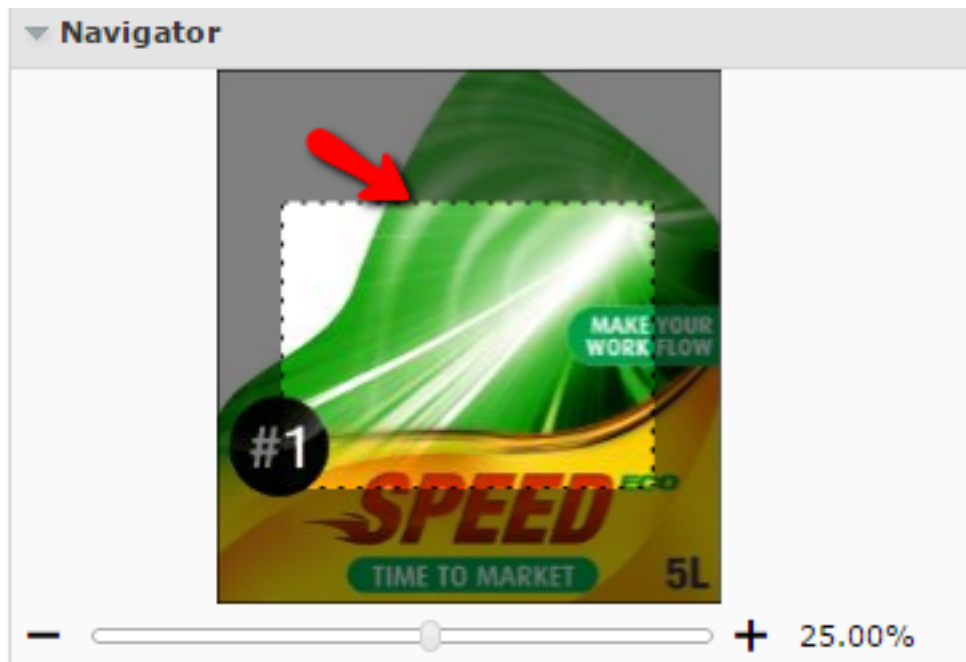 Navigator
MAKE YOUR
WORK FLOW
#1
SPEED ECO
TIME TO MARKET
5L
25.00%